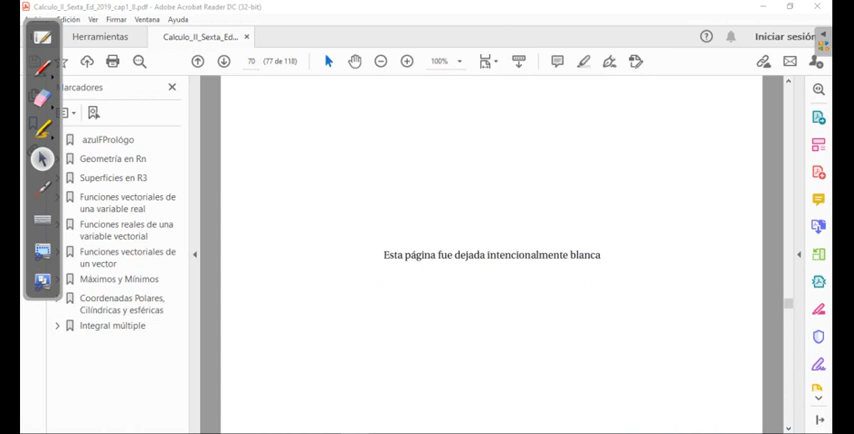 Calculo_II_Sexta_Ed_2019_cap1_8.pdf - Adobe Acrobat Reader DC (32-bit)
Edición Ver Firmar Ventana Ayuda
Herramientas
Calculo_II_Sexta_Ed... ×
Iniciar sesión
70 (77 de 118)
100%
Marcadores
azulFPrológo
Geometría en Rn
Superficies en R3
Funciones vectoriales de
una variable real
Funciones reales de una
variable vectorial
Funciones vectoriales de
un vector
Máximos y Mínimos
Coordenadas Polares,
Cilíndricas y esféricas
Integral múltiple
Esta página fue dejada intencionalmente blanca